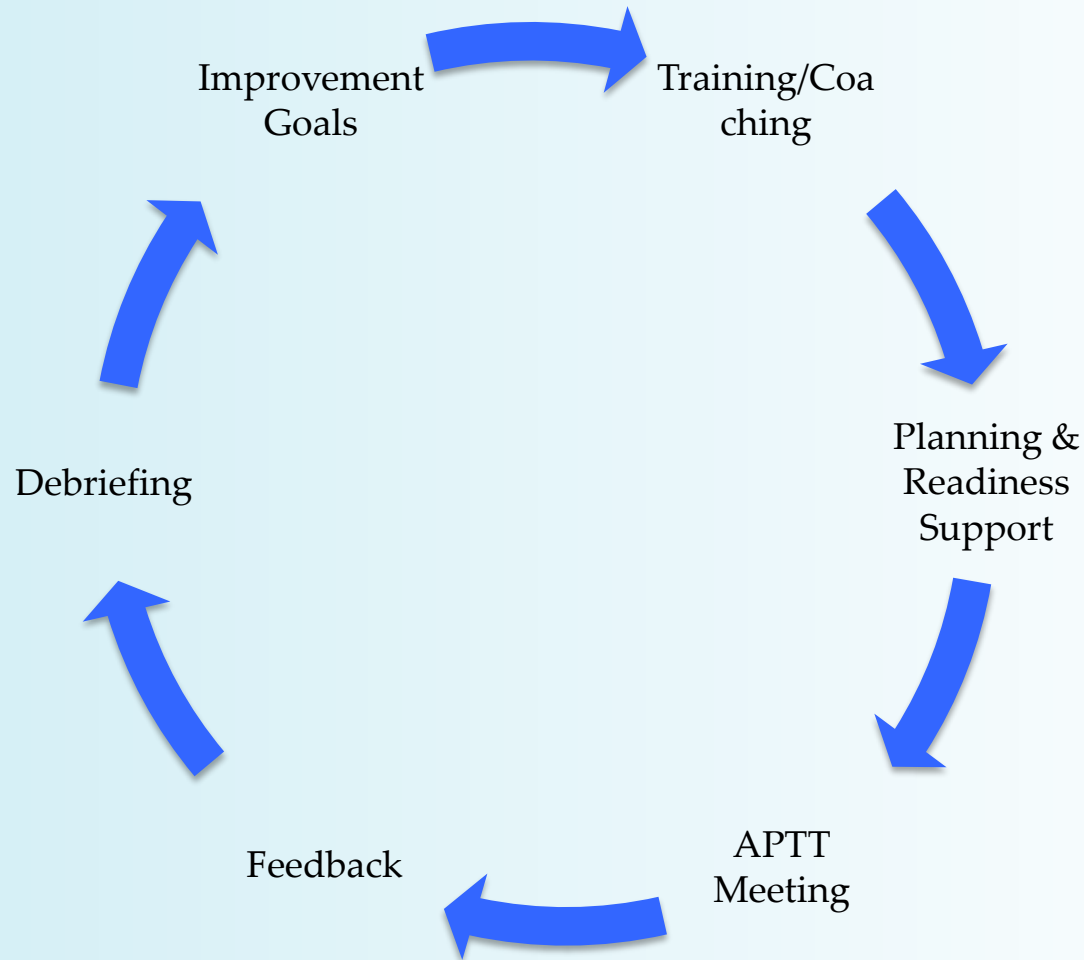 Improvement
Goals
Training/Coa
ching
Planning &
Readiness
Support
APTT
Meeting
Feedback
Debriefing